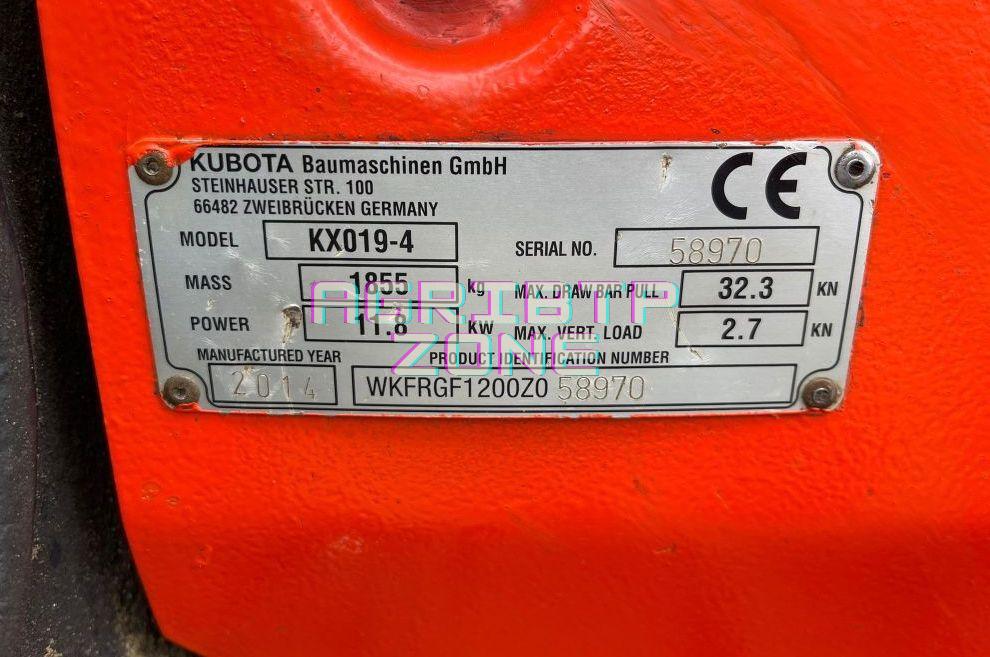 KUBOTA Baumaschinen GmbH
STEINHAUSER STR. 100
66482 ZWEIBRÜCKEN GERMANY
CE
MODEL KX019-4
SERIAL NO. 58970
MASS 1855 kg
MAX. DRAW BAR PULL 32.3 KN
POWER 11.8 kW
MAX. VERT. LOAD 2.7 KN
MANUFACTURED YEAR
2014
PRODUCT IDENTIFICATION NUMBER
WKFRGF1200Z0 58970
AGRIBTP
ZONE